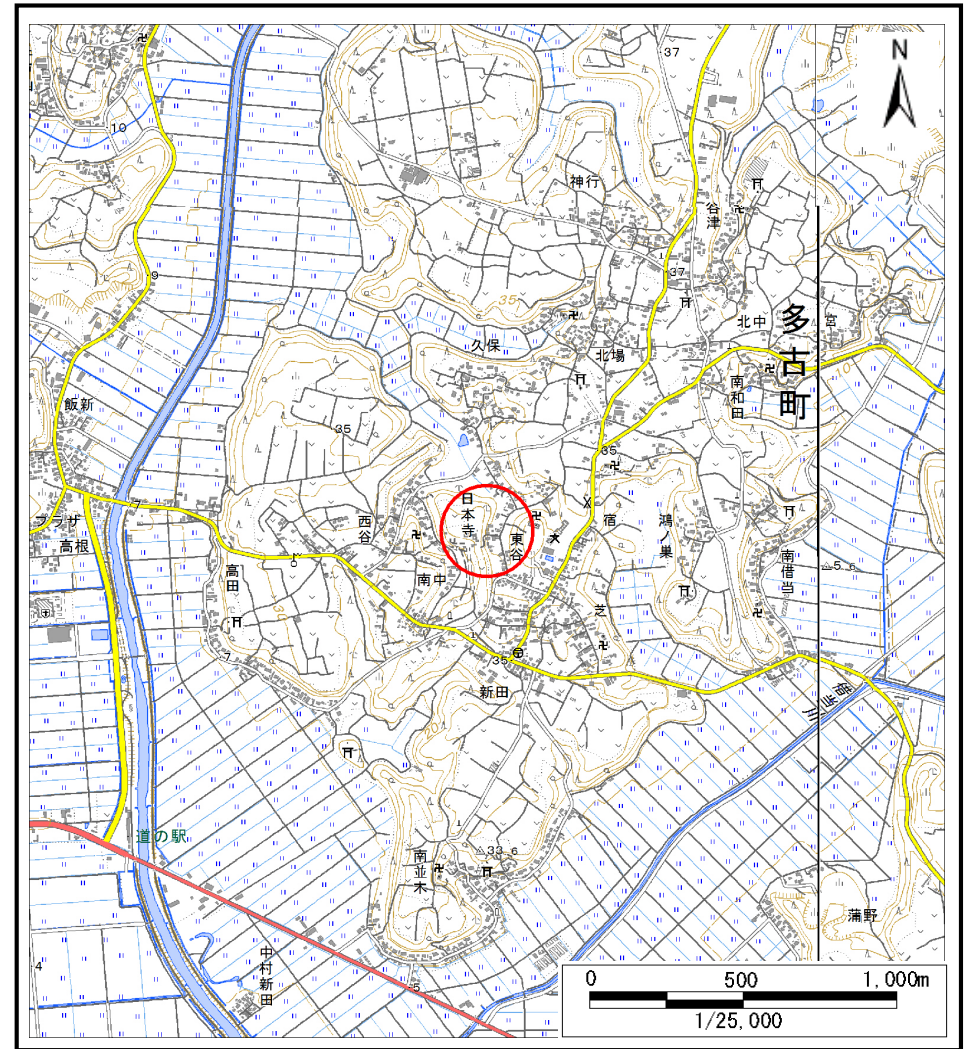 37
N
10
神行
谷津
9
37
35
久保
北場
北中
宮
多古町
南和田
10
飯新
35
35
日本寺
プラザ
高根
西谷
東谷
宿
鴻ノ巣
南借当
南中
高田
芝
7
35
新田
借当川
20
道の駅
33.6
南並木
蒲野
中村新田
4
5
0 500 1,000m
1/25,000